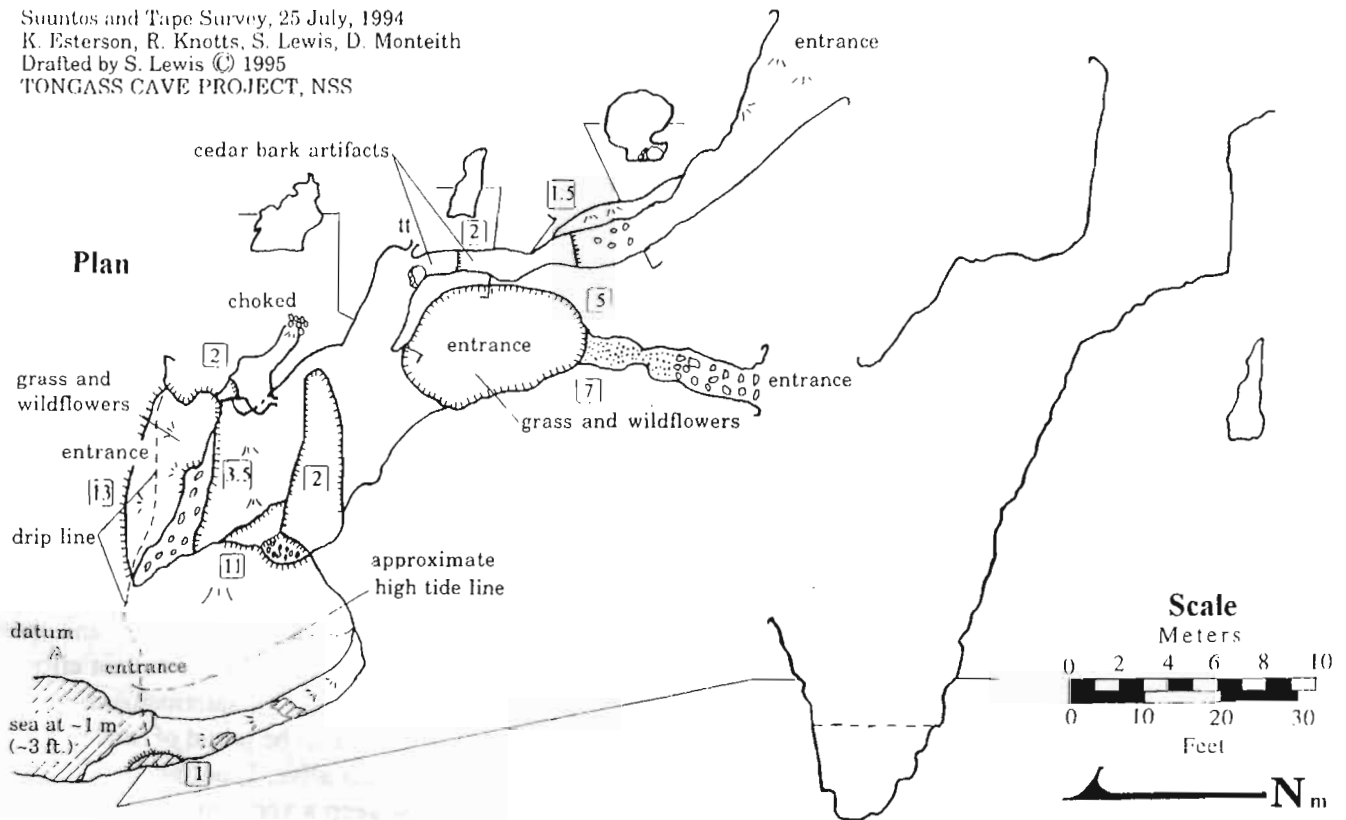 Suuntos and Tape Survey, 25 July, 1994
K. Esterson, R. Knotts, S. Lewis, D. Monteith
Drafted by S. Lewis © 1995
TONGASS CAVE PROJECT, NSS
entrance
cedar bark artifacts
1.5
tt
2
Plan
choked
5
2
entrance
grass and
wildflowers
7
entrance
grass and wildflowers
entrance
3.5
2
13
drip line
11
approximate
high tide line
datum
entrance
sea at ~1 m
(~3 ft.)
1
Scale
Meters
0 2 4 6 8 10
0 10 20 30
Feet
N m